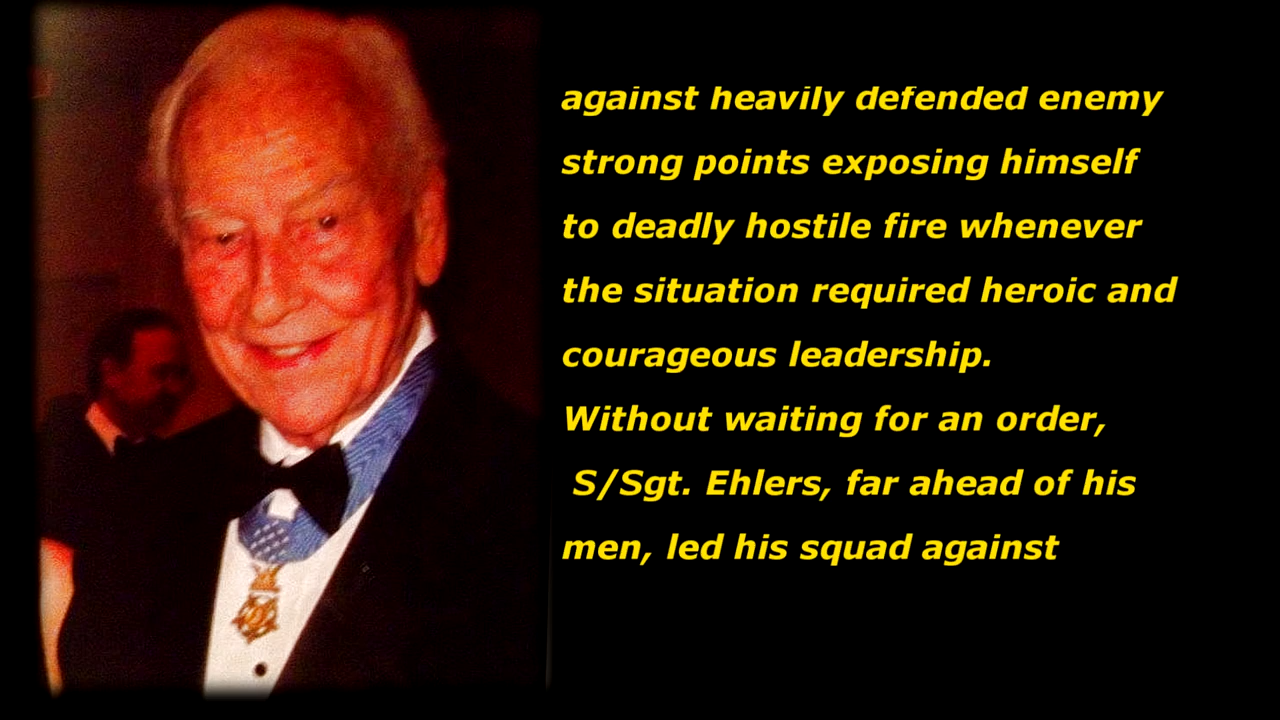 against heavily defended enemy
strong points exposing himself
to deadly hostile fire whenever
the situation required heroic and
courageous leadership.
Without waiting for an order,
S/Sgt. Ehlers, far ahead of his
men, led his squad against